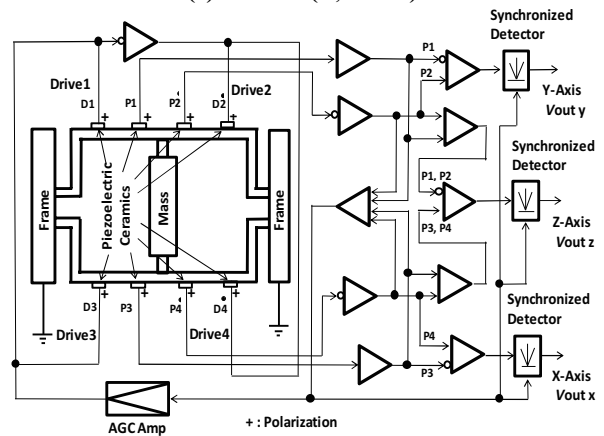 Synchronized
Detector
P1
P2
Y-Axis
Vout y
Drive1
Drive2
D1
P1
P2
D2
+
+
+
+
Frame
Piezoelectric
Ceramics
Mass
Frame
Synchronized
Detector
P1, P2
P3, P4
Z-Axis
Vout z
D3
+
P3
+
P4
+
D4
+
Drive3
Drive4
Synchronized
Detector
P4
P3
X-Axis
Vout x
AGC Amp
+ : Polarization